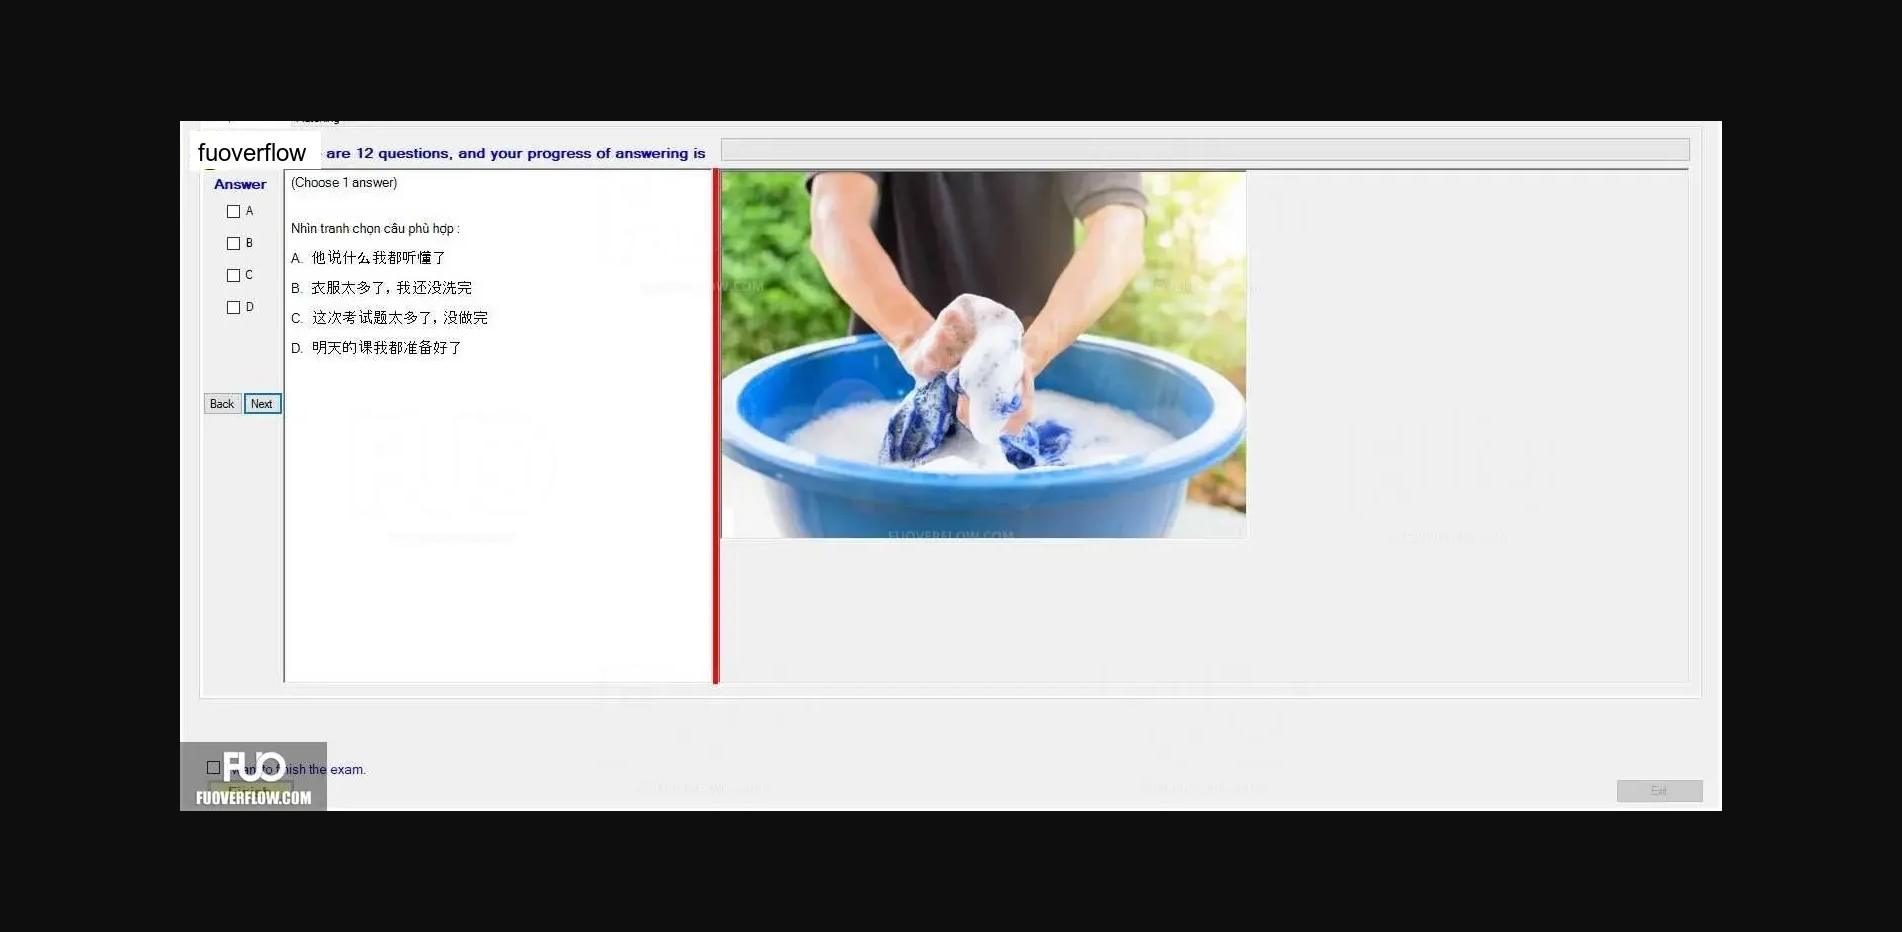 fuoverflow
are 12 questions, and your progress of answering is
Answer
(Choose 1 answer)
A
B
C
D
Nhìn tranh chọn câu phù hợp :
A. 他说什么我都听懂了
B. 衣服太多了, 我还没洗完
C. 这次考试题太多了, 没做完
D. 明天的课我都准备好了
Back
Next
FUOVERFLOW.COM
FUO
FUOVERFLOW.COM
to finish the exam.
Exit